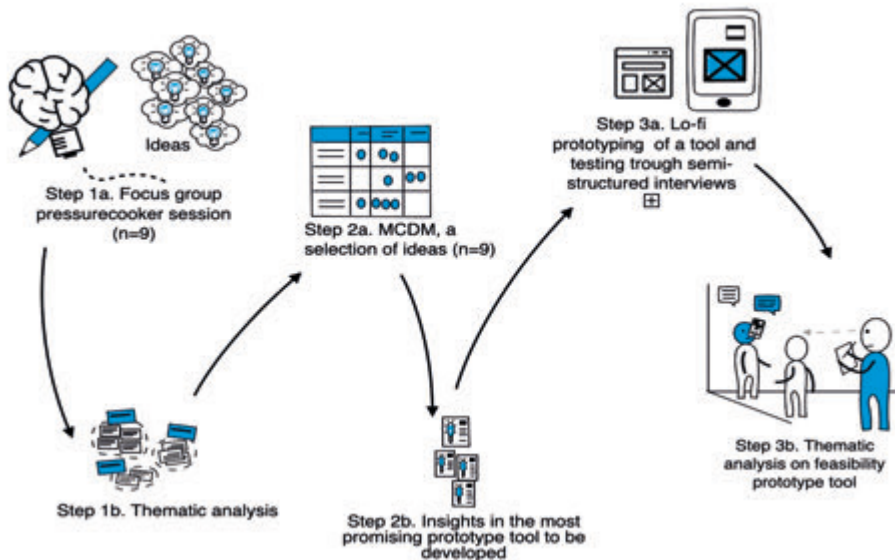 Ideas
Step 1a. Focus group
pressurecooker session
(n=9)
Step 1b. Thematic analysis
Step 2a. MCDM, a
selection of ideas (n=9)
Step 2b. Insights in the most
promising prototype tool to be
developed
Step 3a. Lo-fi
prototyping of a tool and
testing trough semi-
structured interviews
Step 3b. Thematic
analysis on feasibility
prototype tool